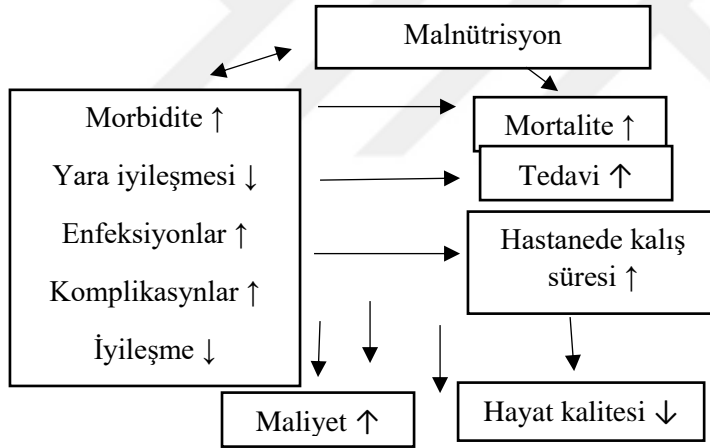 Malnütrisyon
Morbidite ↑
Yara iyileşmesi ↓
Enfeksiyonlar ↑
Komplikasynlar ↑
İyileşme ↓
Mortalite ↑
Tedavi ↑
Hastanede kalış
süresi ↑
Maliyet ↑
Hayat kalitesi ↓